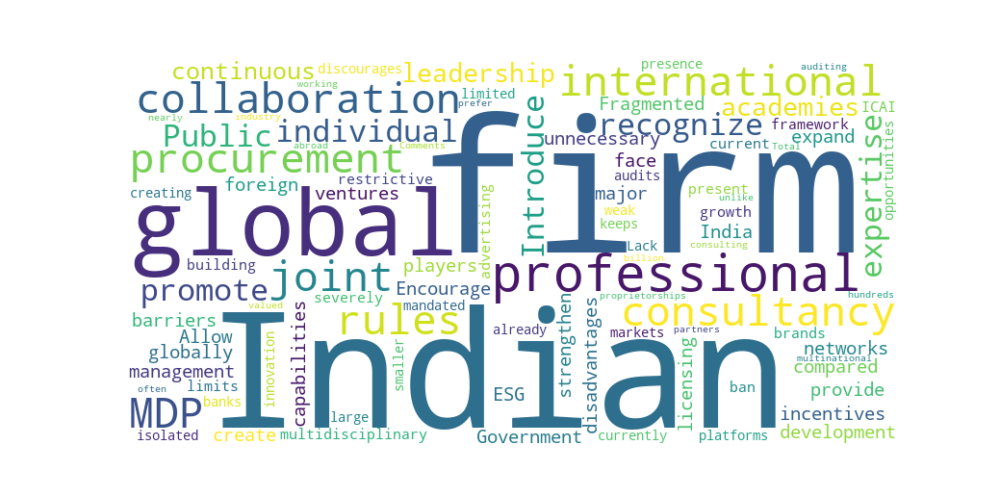 continuous
discourages
leadership
working
presence
auditing
international
collaboration
prefer
limited
Fragmented
academies
ICAI
nearly
industry
Public
individual
firm
Introduce
unnecessary
recognize
framework
expand
expertise
opportunities
abroad
Comments
procurement
current
Total
face
audits
restrictive
foreign
creating
ventures
global
advertising
major
present
unlike
weak
keeps
growth
India
Lack
consulting
billion
building
joint
players
professional
promote
Encourage
severely
mandated
proprietorships
hundreds
valued
barriers
rules
Indian
consultancy
already
strengthen
disadvantages
markets
partners
brands
Allow
globally
innovation
capabilities
smaller
licensing
networks
multinational
compared
management
limits
often
ESG
ban
provide
MDP
banks
large
incentives
isolated
create
multidisciplinary
Government
currently
platforms
development